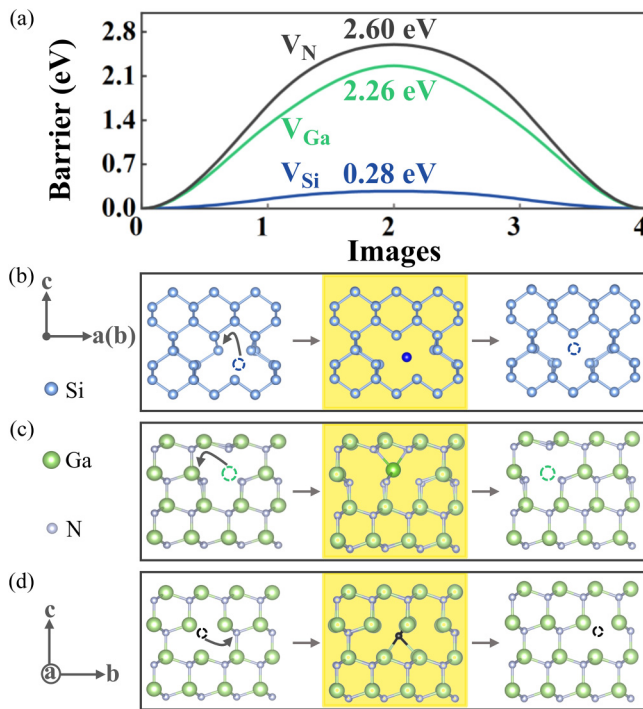 (a)
2.8
2.1
1.4
0.7
0.0
Barrier (eV)
V_N 2.60 eV
2.26 eV
V_Ga
V_Si 0.28 eV
0 1 2 3 4
Images
(b)
c
a(b)
Si
(c)
Ga
N
(d)
c
a
b